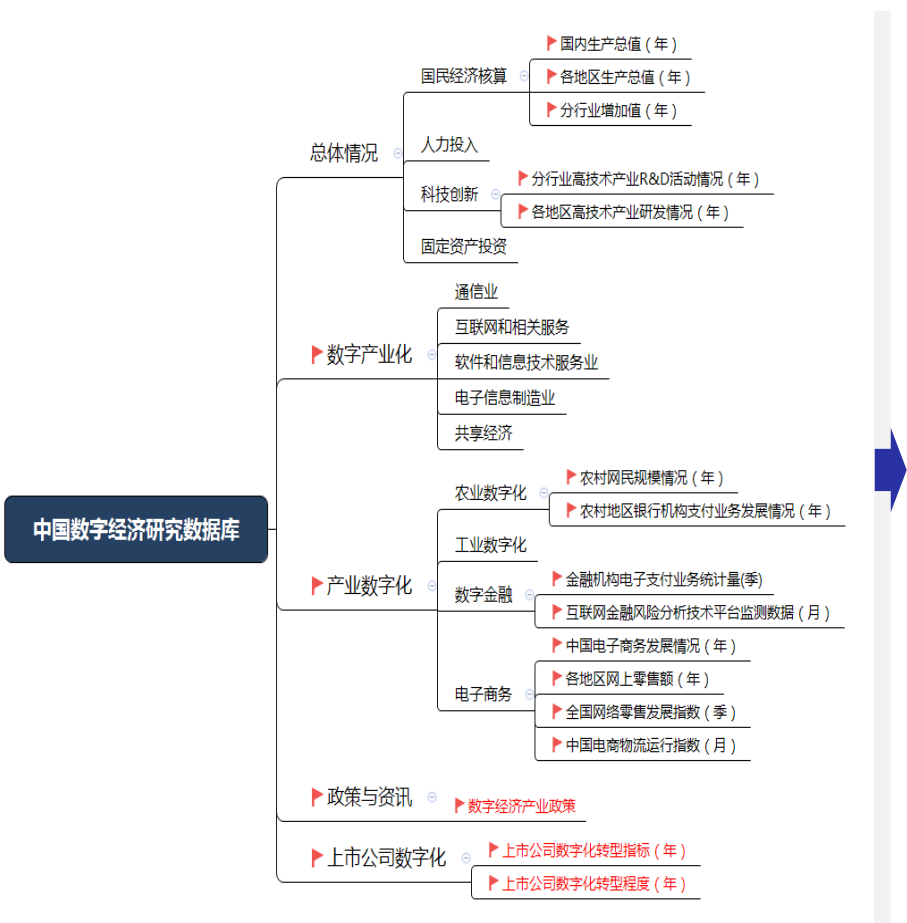 中国数字经济研究数据库
总体情况
国民经济核算
国内生产总值（年）
各地区生产总值（年）
分行业增加值（年）
人力投入
科技创新
分行业高技术产业R&D活动情况（年）
各地区高技术产业研发情况（年）
固定资产投资
数字产业化
通信业
互联网和相关服务
软件和信息技术服务业
电子信息制造业
共享经济
产业数字化
农业数字化
农村网民规模情况（年）
农村地区银行机构支付业务发展情况（年）
工业数字化
数字金融
金融机构电子支付业务统计量(季)
互联网金融风险分析技术平台监测数据（月）
电子商务
中国电子商务发展情况（年）
各地区网上零售额（年）
全国网络零售发展指数（季）
中国电商物流运行指数（月）
政策与资讯
数字经济产业政策
上市公司数字化
上市公司数字化转型指标（年）
上市公司数字化转型程度（年）